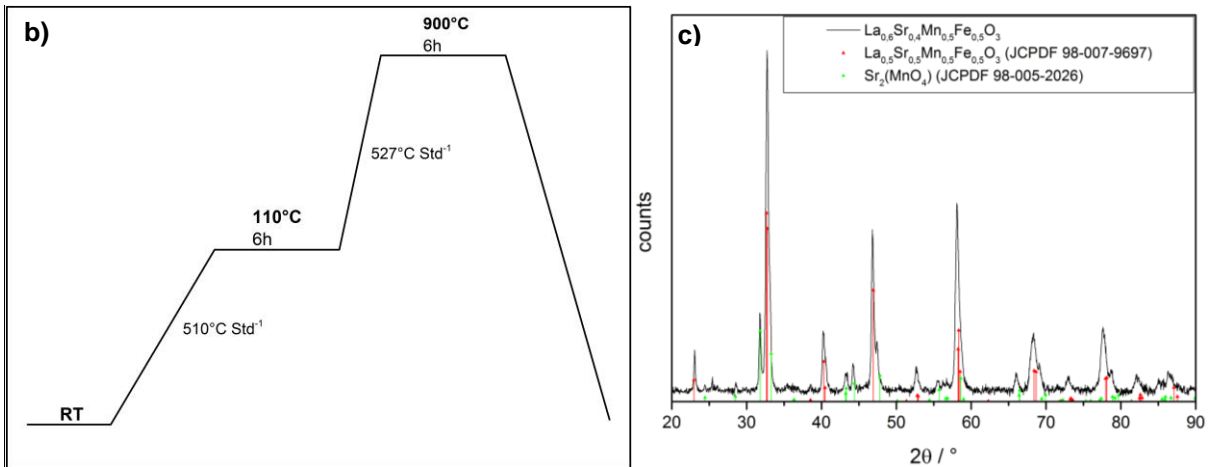 b)
900°C
6h
527°C Std⁻¹
110°C
6h
510°C Std⁻¹
RT
c)
La₀,₆Sr₀,₄Mn₀,₅Fe₀,₅O₃
La₀,₅Sr₀,₅Mn₀,₅Fe₀,₅O₃ (JCPDF 98-007-9697)
Sr₂(MnO₄) (JCPDF 98-005-2026)
counts
20 30 40 50 60 70 80 90
2θ / °